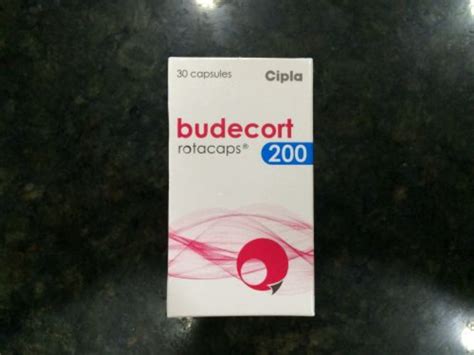 30 capsules Cipla
budecort
rotacaps® 200